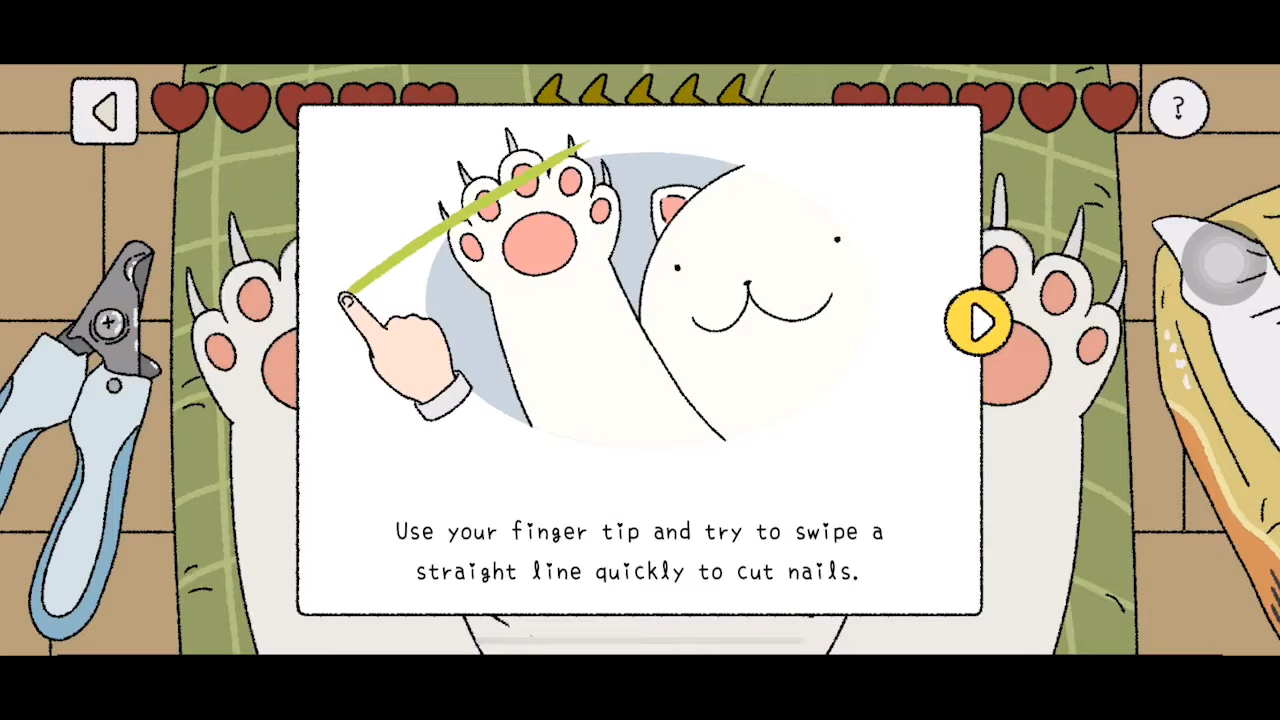 ?
Use your finger tip and try to swipe a
straight line quickly to cut nails.